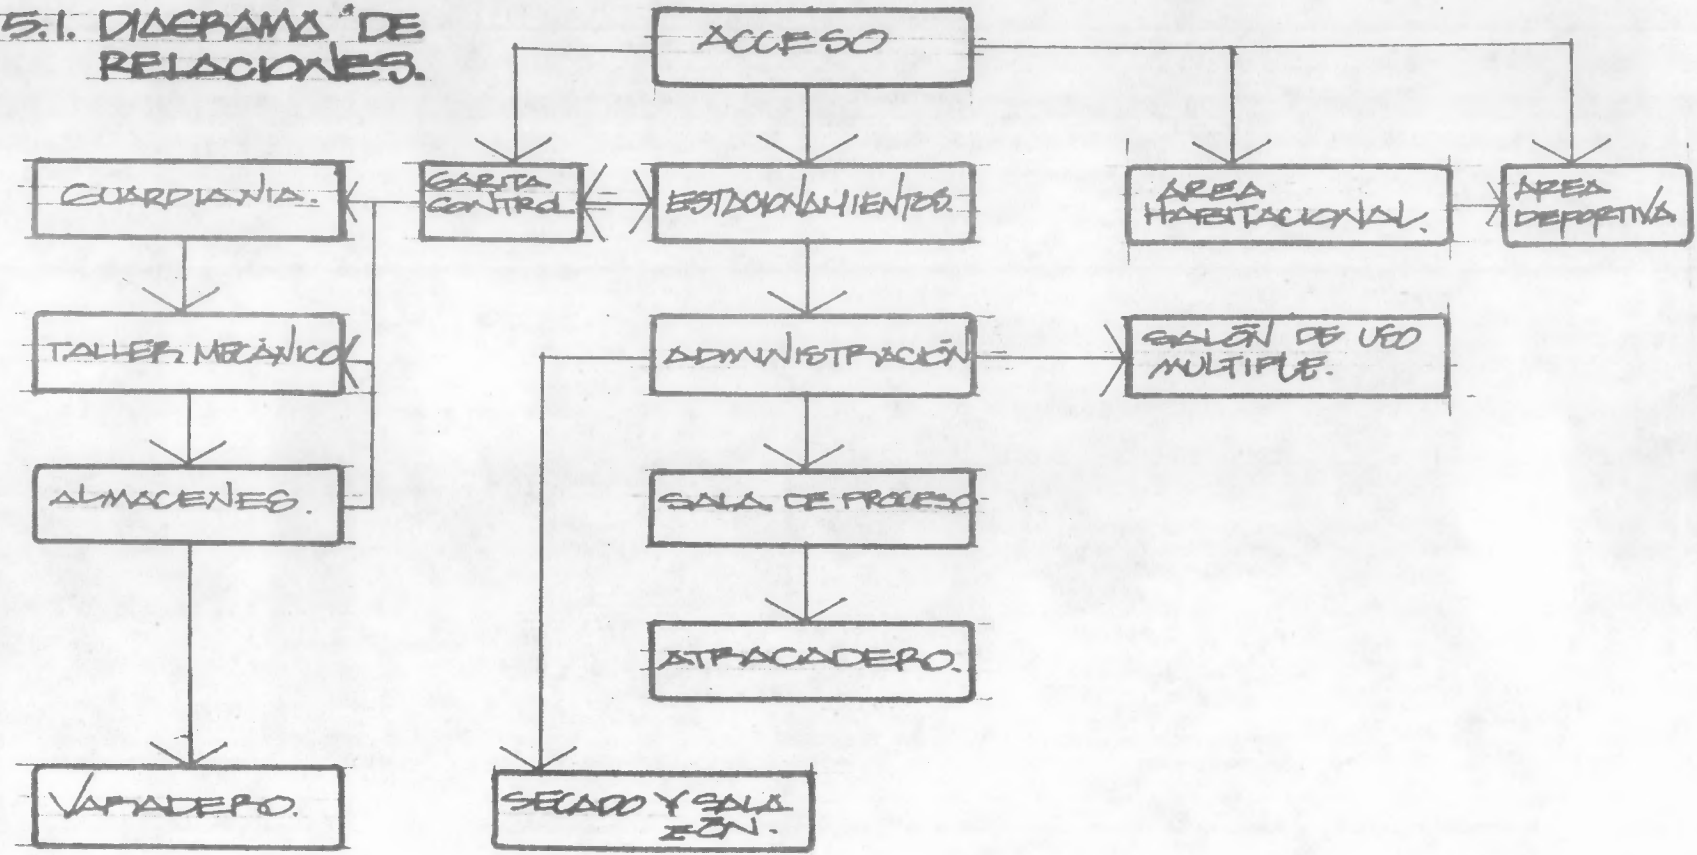 5.1. DIAGRAMA DE
RELACIONES.
ACCESO
GUARDIANIA.
GARITA
CONTROL.
ESTACIONAMIENTOS.
AREA
HABITACIONAL.
AREA
DEPORTIVA
TALLER MECÁNICO
ADMINISTRACIÓN
SALÓN DE USO
MULTIPLE.
ALMACENES.
SALA DE PROCESO
ATRACADERO.
VARADERO.
SECADO Y SALA
ZÓN.